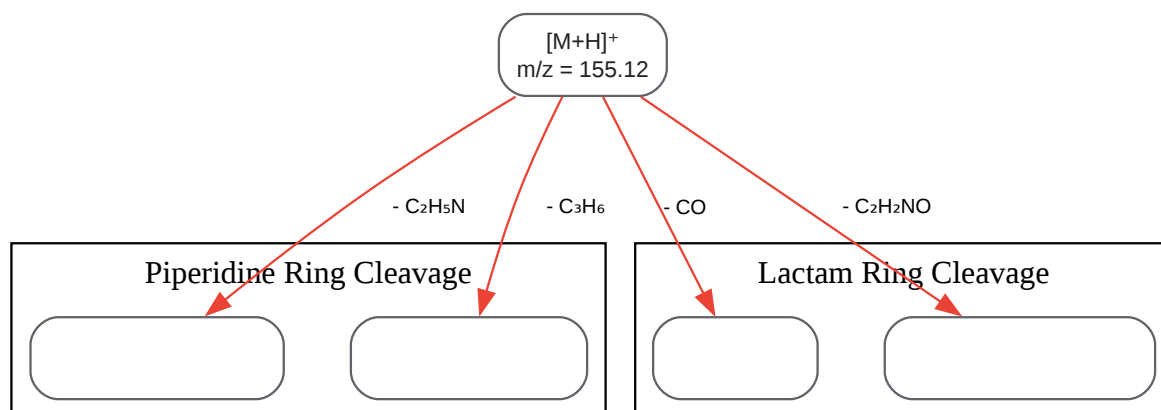 [M+H]⁺
m/z = 155.12
- C₂H₅N
- C₃H₆
- CO
- C₂H₂NO
Piperidine Ring Cleavage
Lactam Ring Cleavage